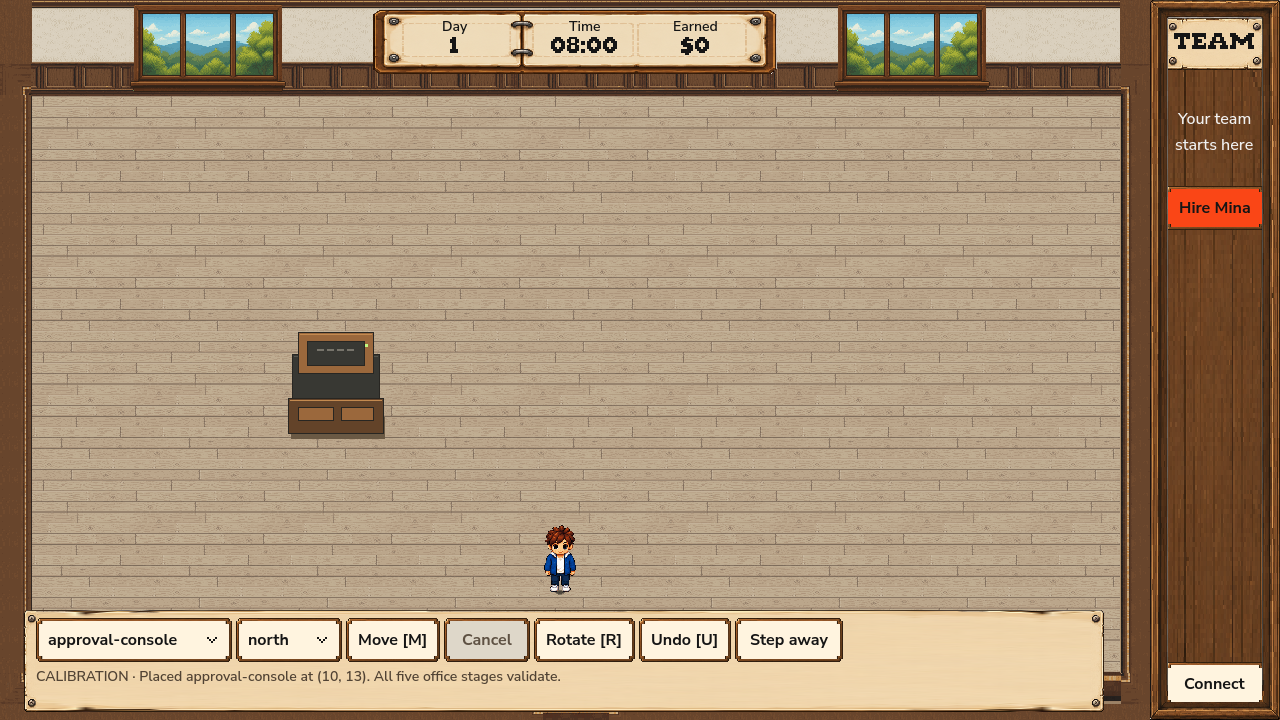 Day
1
Time
08:00
Earned
$0
TEAM
Your team
starts here
Hire Mina
approval-console
north
Move [M]
Cancel
Rotate [R]
Undo [U]
Step away
CALIBRATION · Placed approval-console at (10, 13). All five office stages validate.
Connect